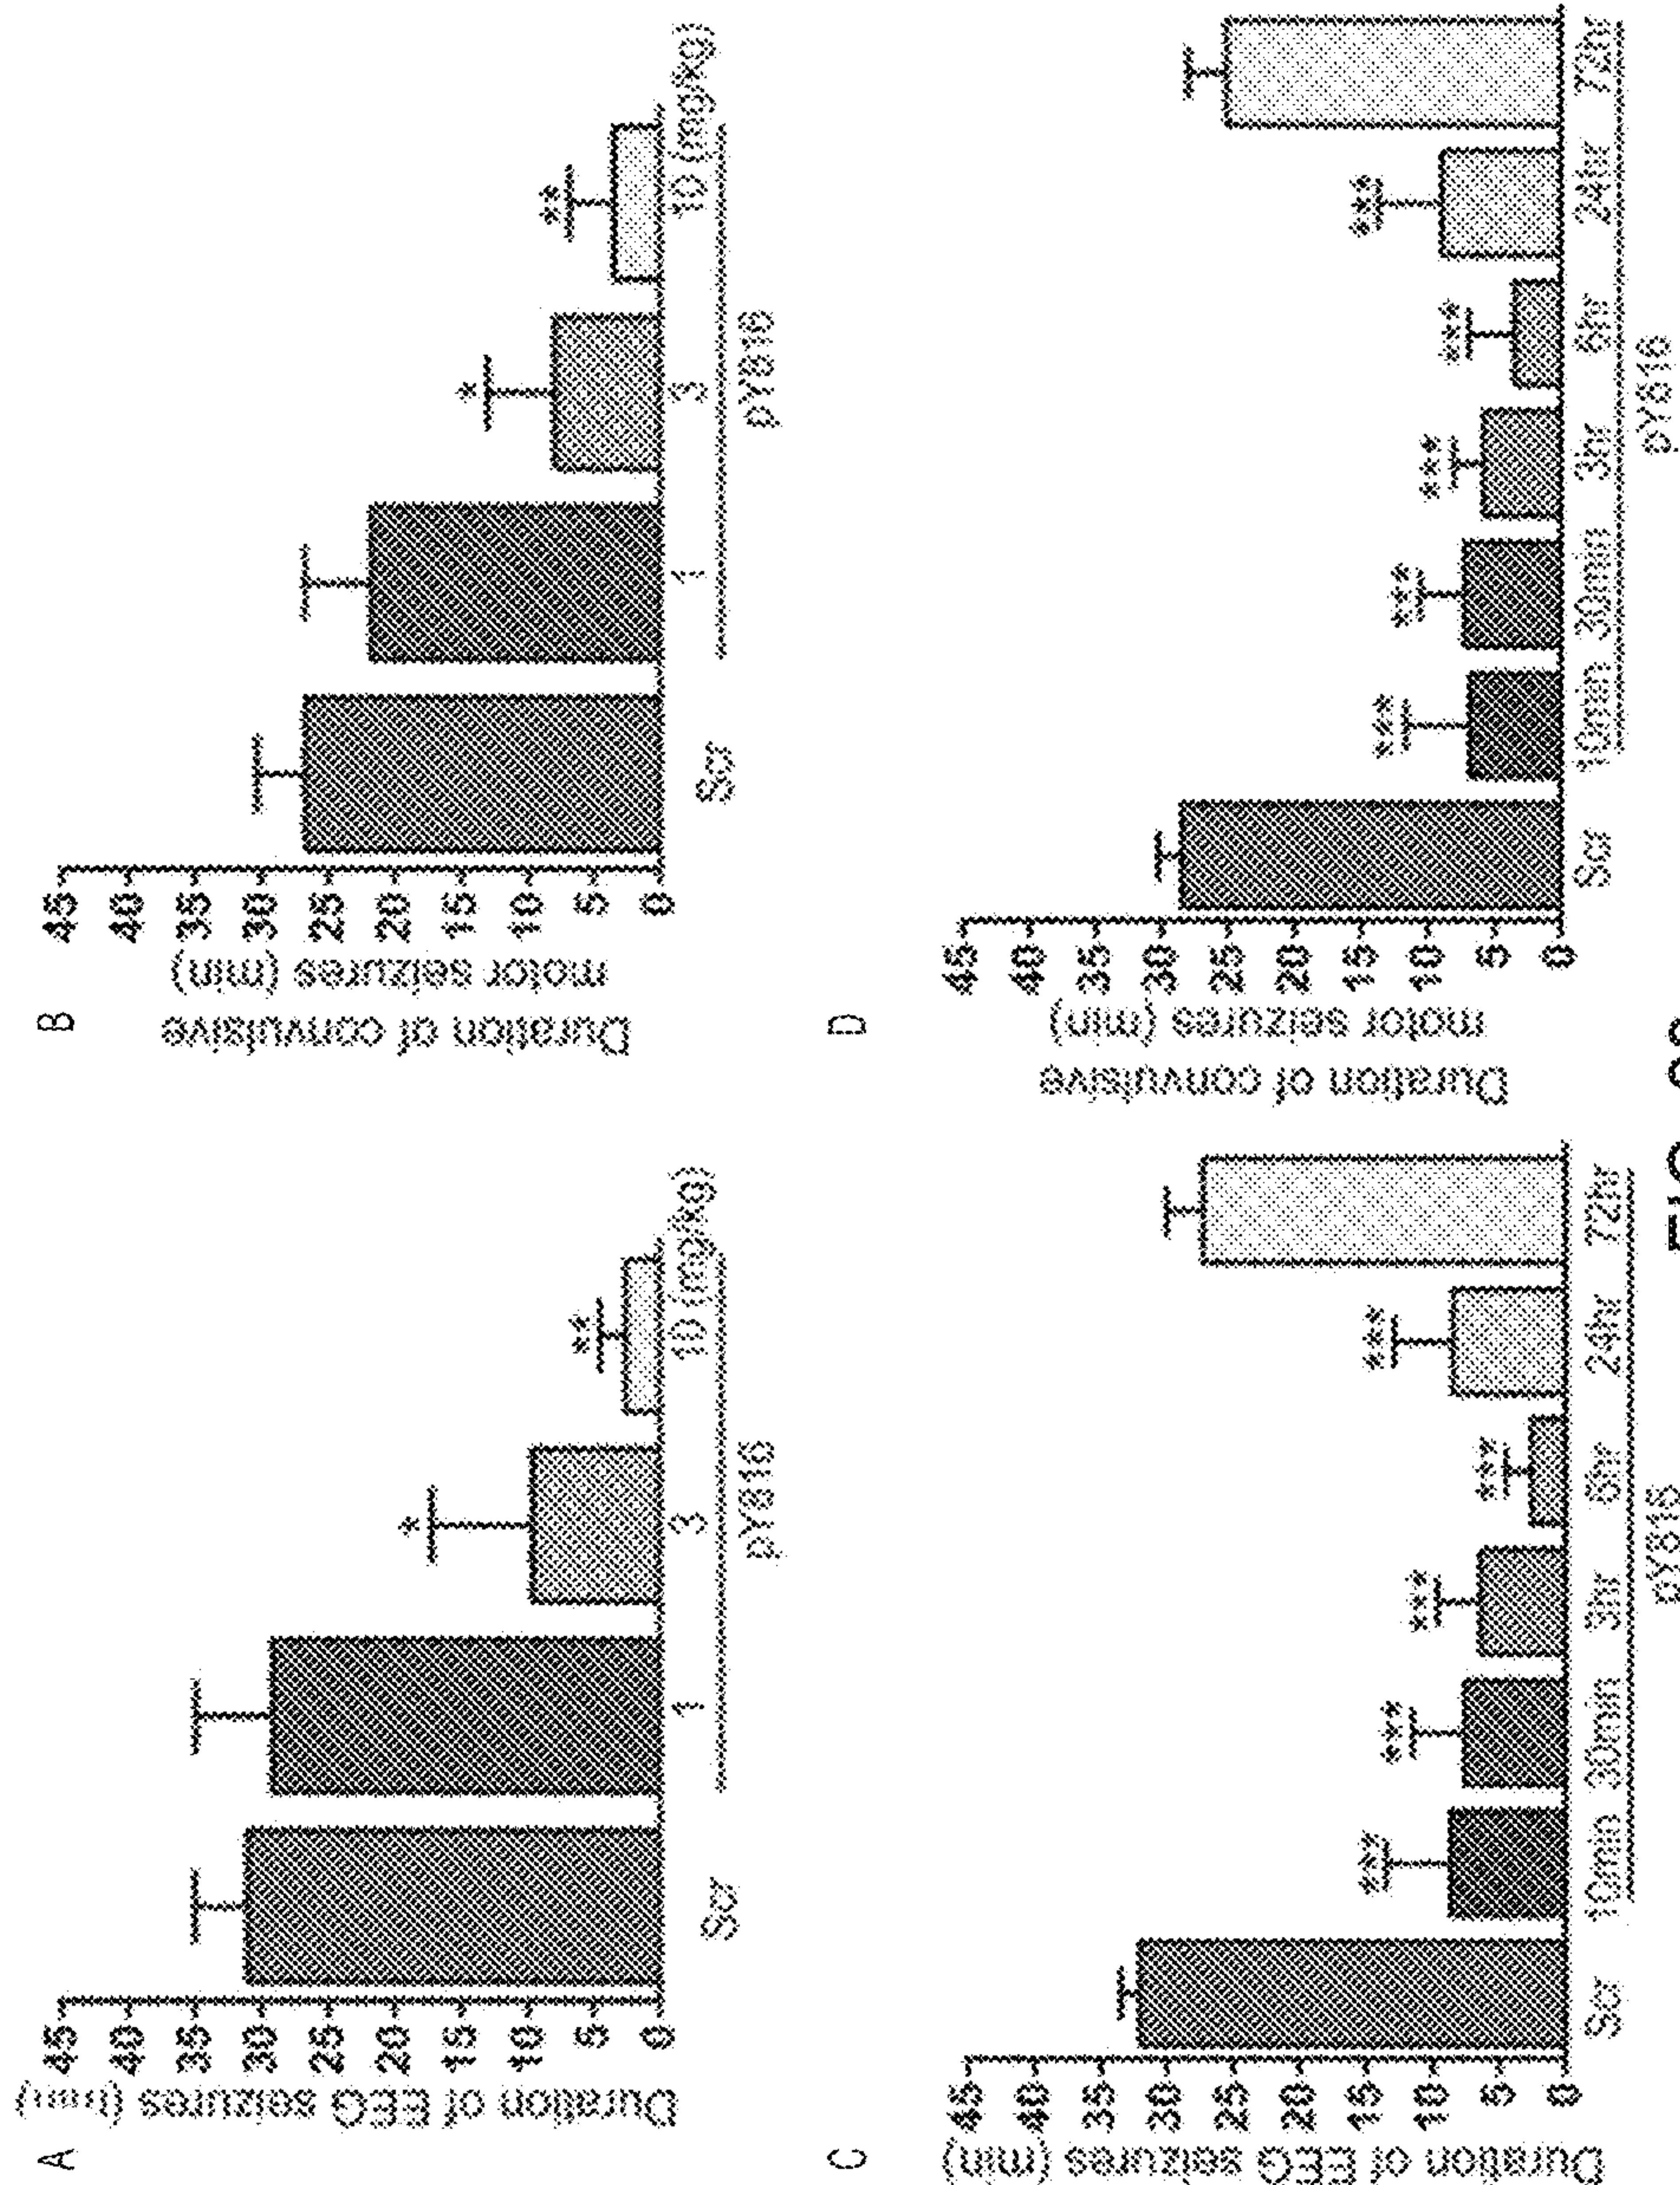 A
Duration of EEG seizures (min)
45
40
35
30
25
20
15
10
5
0
Scr
1
3
10 (mg/kg)
pY816
**
*
B
Duration of convulsive
motor seizures (min)
45
40
35
30
25
20
15
10
5
0
Scr
1
3
10 (mg/kg)
pY816
*
**
C
Duration of EEG seizures (min)
45
40
35
30
25
20
15
10
5
0
Scr
10min
30min
3hr
6hr
24hr
72hr
pY816
***
***
***
***
***
D
Duration of convulsive
motor seizures (min)
45
40
35
30
25
20
15
10
5
0
Scr
10min
30min
3hr
6hr
24hr
72hr
pY816
***
***
***
***
***